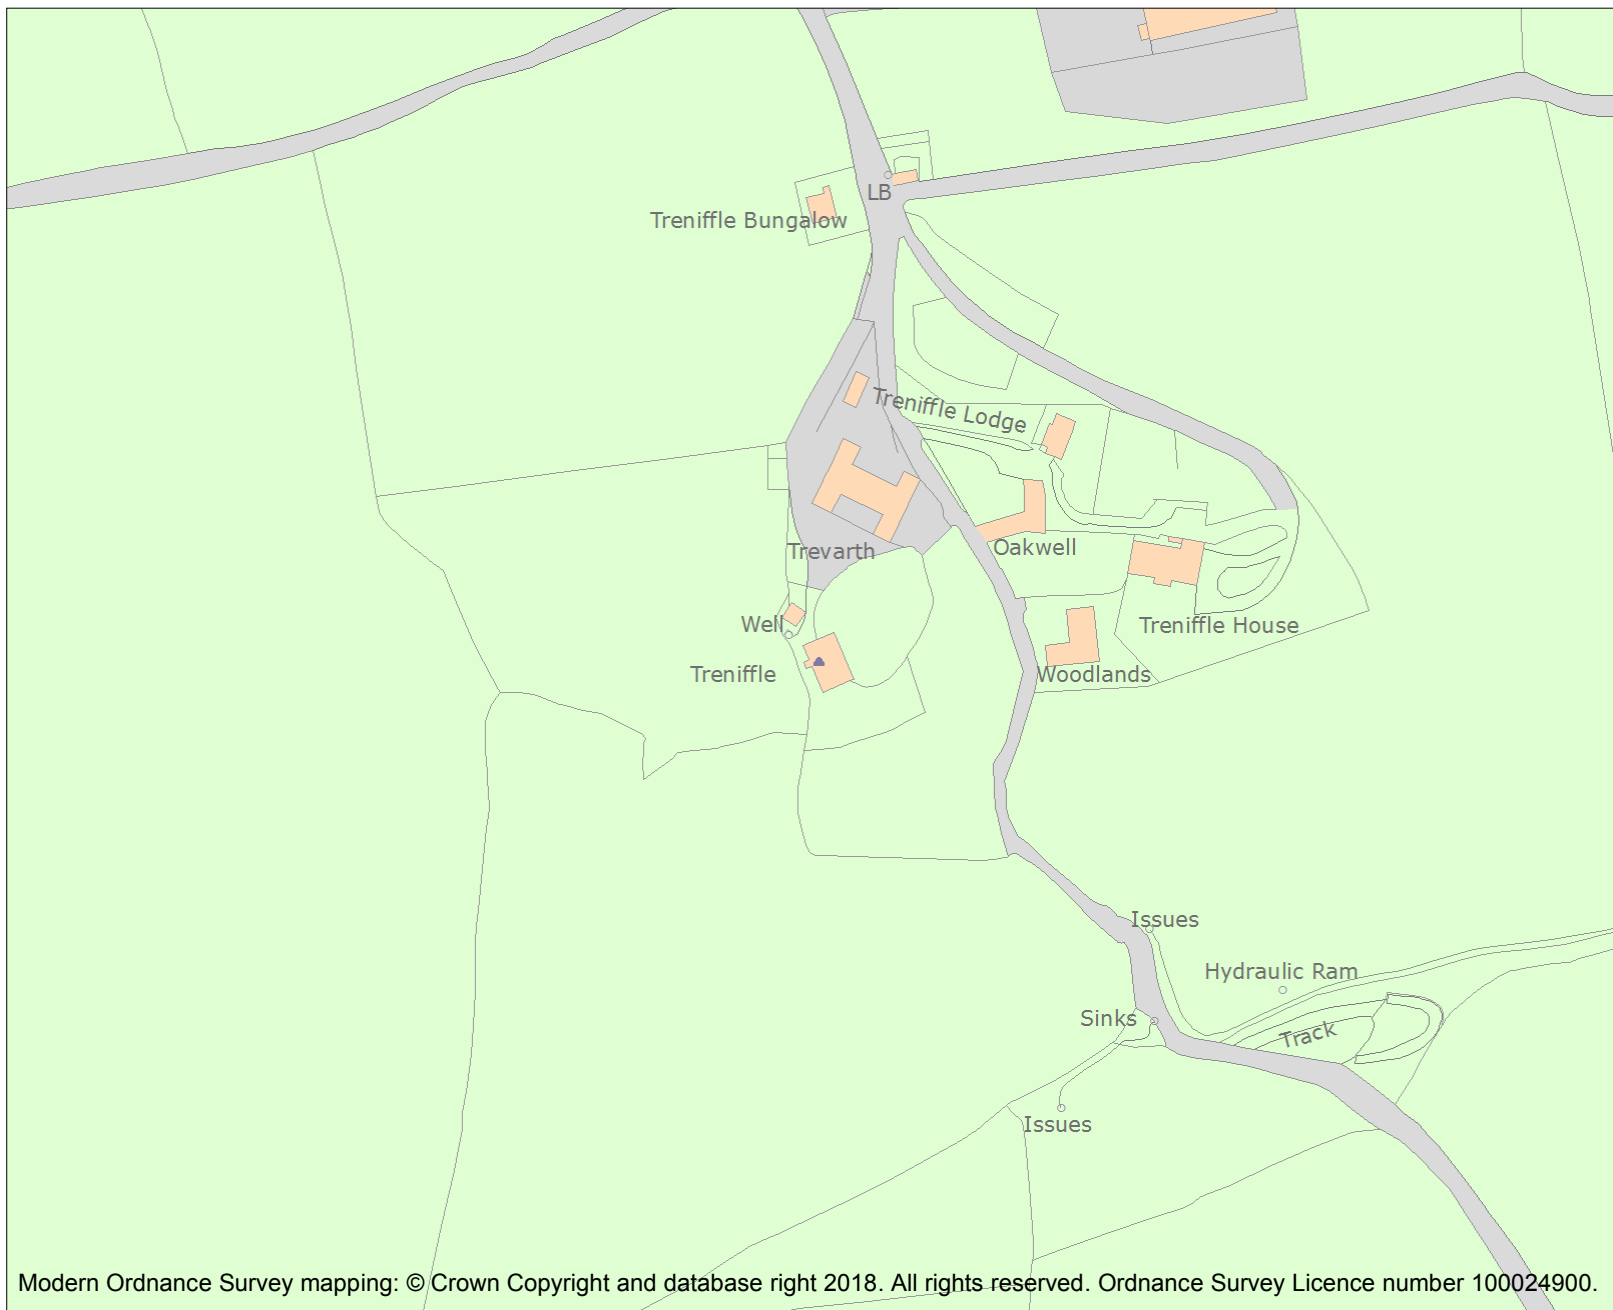 LB
Treniffle Bungalow
Treniffle Lodge
Trevarth
Oakwell
Well
Treniffle House
Treniffle
Woodlands
Issues
Hydraulic Ram
Sinks
Track
Issues
Modern Ordnance Survey mapping: © Crown Copyright and database right 2018. All rights reserved. Ordnance Survey Licence number 100024900.